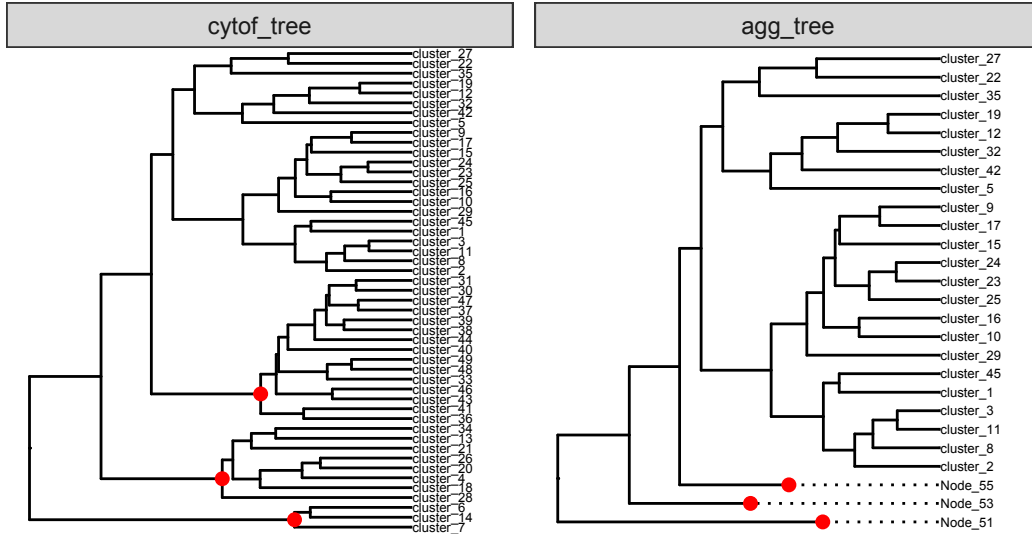 cytof_tree
cluster_27
cluster_22
cluster_35
cluster_19
cluster_12
cluster_32
cluster_42
cluster_5
cluster_9
cluster_17
cluster_15
cluster_24
cluster_23
cluster_25
cluster_16
cluster_10
cluster_29
cluster_45
cluster_1
cluster_3
cluster_11
cluster_8
cluster_2
cluster_31
cluster_30
cluster_47
cluster_37
cluster_39
cluster_38
cluster_44
cluster_40
cluster_49
cluster_48
cluster_33
cluster_46
cluster_43
cluster_41
cluster_36
cluster_34
cluster_13
cluster_21
cluster_26
cluster_20
cluster_4
cluster_18
cluster_28
cluster_6
cluster_14
cluster_7
agg_tree
cluster_27
cluster_22
cluster_35
cluster_19
cluster_12
cluster_32
cluster_42
cluster_5
cluster_9
cluster_17
cluster_15
cluster_24
cluster_23
cluster_25
cluster_16
cluster_10
cluster_29
cluster_45
cluster_1
cluster_3
cluster_11
cluster_8
cluster_2
Node_55
Node_53
Node_51